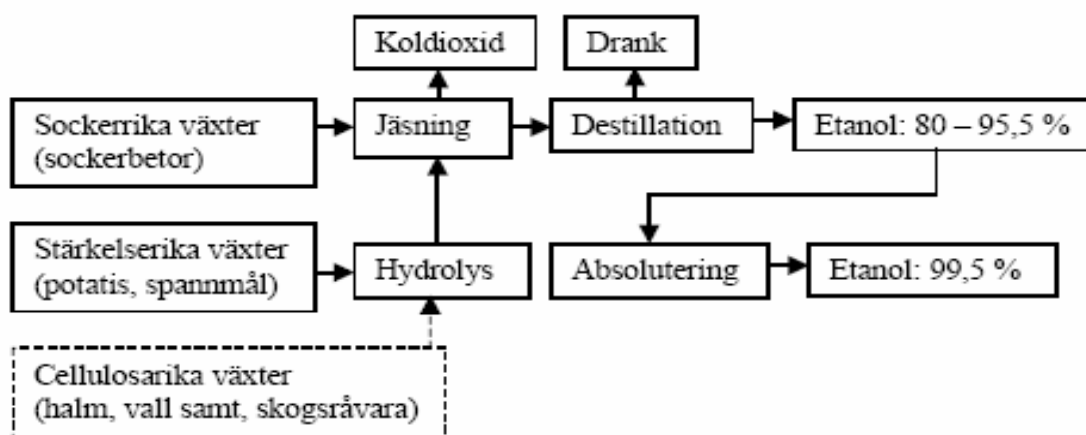 Koldioxid
Drank
Sockerrika växter
(sockerbetor)
Jäsning
Destillation
Etanol: 80 – 95,5 %
Stärkelserika växter
(potatis, spannmål)
Hydrolys
Absolutering
Etanol: 99,5 %
Cellulosarika växter
(halm, vall samt, skogsråvara)